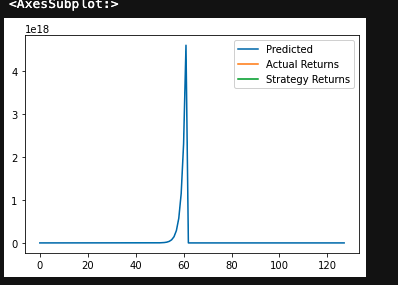 <AxesSubplot:>
1e18
Predicted
Actual Returns
Strategy Returns
4
3
2
1
0
0 20 40 60 80 100 120